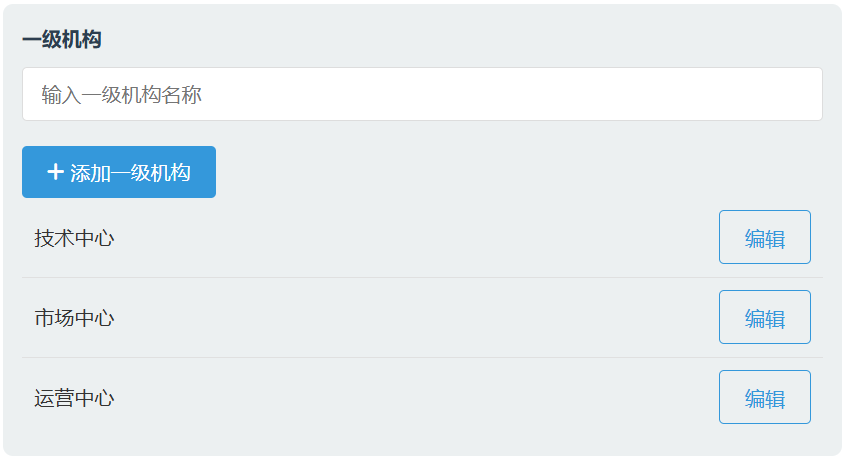 一级机构
输入一级机构名称
+ 添加一级机构
技术中心
编辑
市场中心
编辑
运营中心
编辑